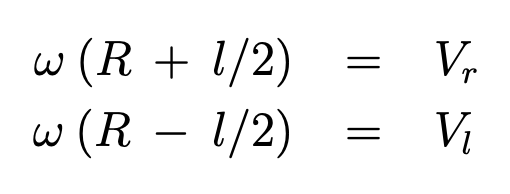 ω (R + l/2) = V_r
ω (R − l/2) = V_l